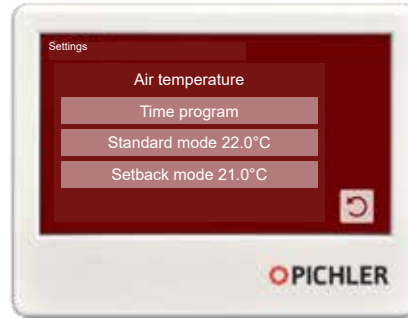 Settings
Air temperature
Time program
Standard mode 22.0°C
Setback mode 21.0°C
PICHLER